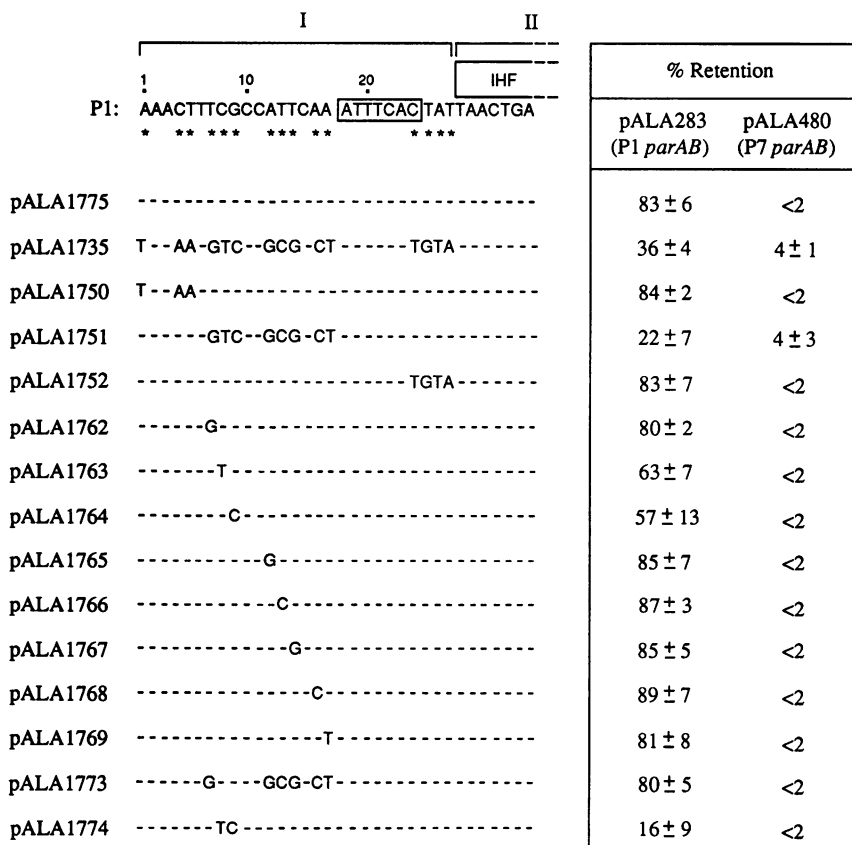 I II
1 10 20 IHF
P1: AAACTTTCGCCATTCAA ATTTCAC TATTAACTGA
* ** *** *** ** ****
% Retention
pALA283 pALA480
(P1 parAB) (P7 parAB)
pALA1775 ---------------------------------- 83 ± 6 <2
pALA1735 T--AA-GTC--GCG-CT------TGTA------- 36 ± 4 4 ± 1
pALA1750 T--AA----------------------------- 84 ± 2 <2
pALA1751 ------GTC--GCG-CT----------------- 22 ± 7 4 ± 3
pALA1752 -----------------------TGTA------- 83 ± 7 <2
pALA1762 ------G--------------------------- 80 ± 2 <2
pALA1763 -------T-------------------------- 63 ± 7 <2
pALA1764 --------C------------------------- 57 ± 13 <2
pALA1765 -----------G---------------------- 85 ± 7 <2
pALA1766 ------------C--------------------- 87 ± 3 <2
pALA1767 -------------G-------------------- 85 ± 5 <2
pALA1768 ---------------C------------------ 89 ± 7 <2
pALA1769 ----------------T----------------- 81 ± 8 <2
pALA1773 ------G----GCG-CT----------------- 80 ± 5 <2
pALA1774 -------TC------------------------- 16 ± 9 <2